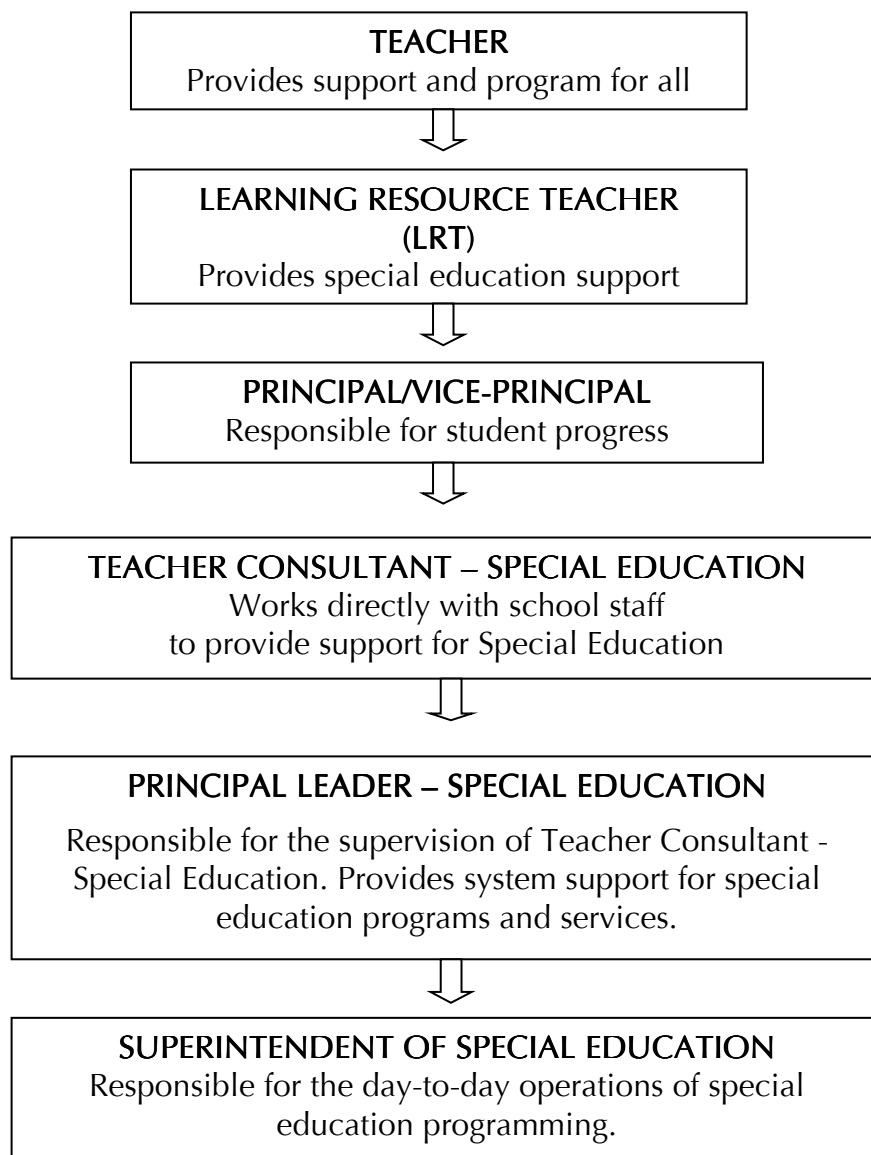 TEACHER
Provides support and program for all
LEARNING RESOURCE TEACHER
(LRT)
Provides special education support
PRINCIPAL/VICE-PRINCIPAL
Responsible for student progress
TEACHER CONSULTANT – SPECIAL EDUCATION
Works directly with school staff
to provide support for Special Education
PRINCIPAL LEADER – SPECIAL EDUCATION
Responsible for the supervision of Teacher Consultant -
Special Education. Provides system support for special
education programs and services.
SUPERINTENDENT OF SPECIAL EDUCATION
Responsible for the day-to-day operations of special
education programming.